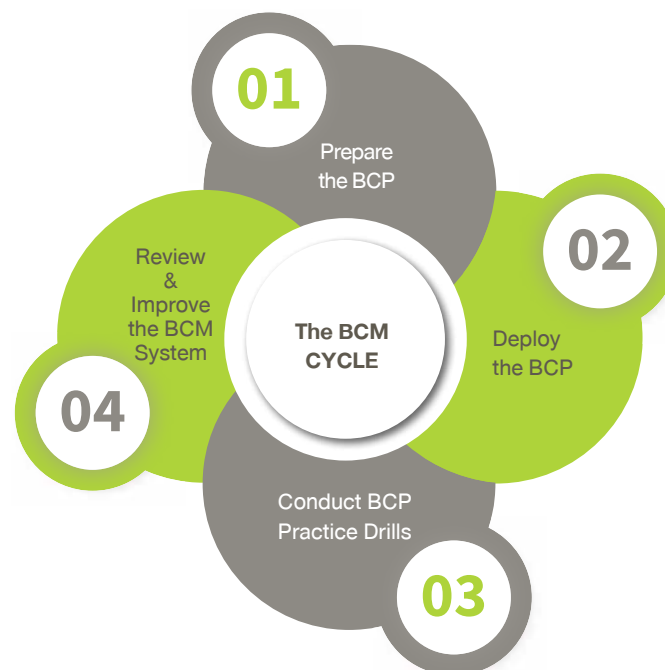 01
Prepare
the BCP
02
Deploy
the BCP
03
Conduct BCP
Practice Drills
04
Review
&
Improve
the BCM
System
The BCM
CYCLE